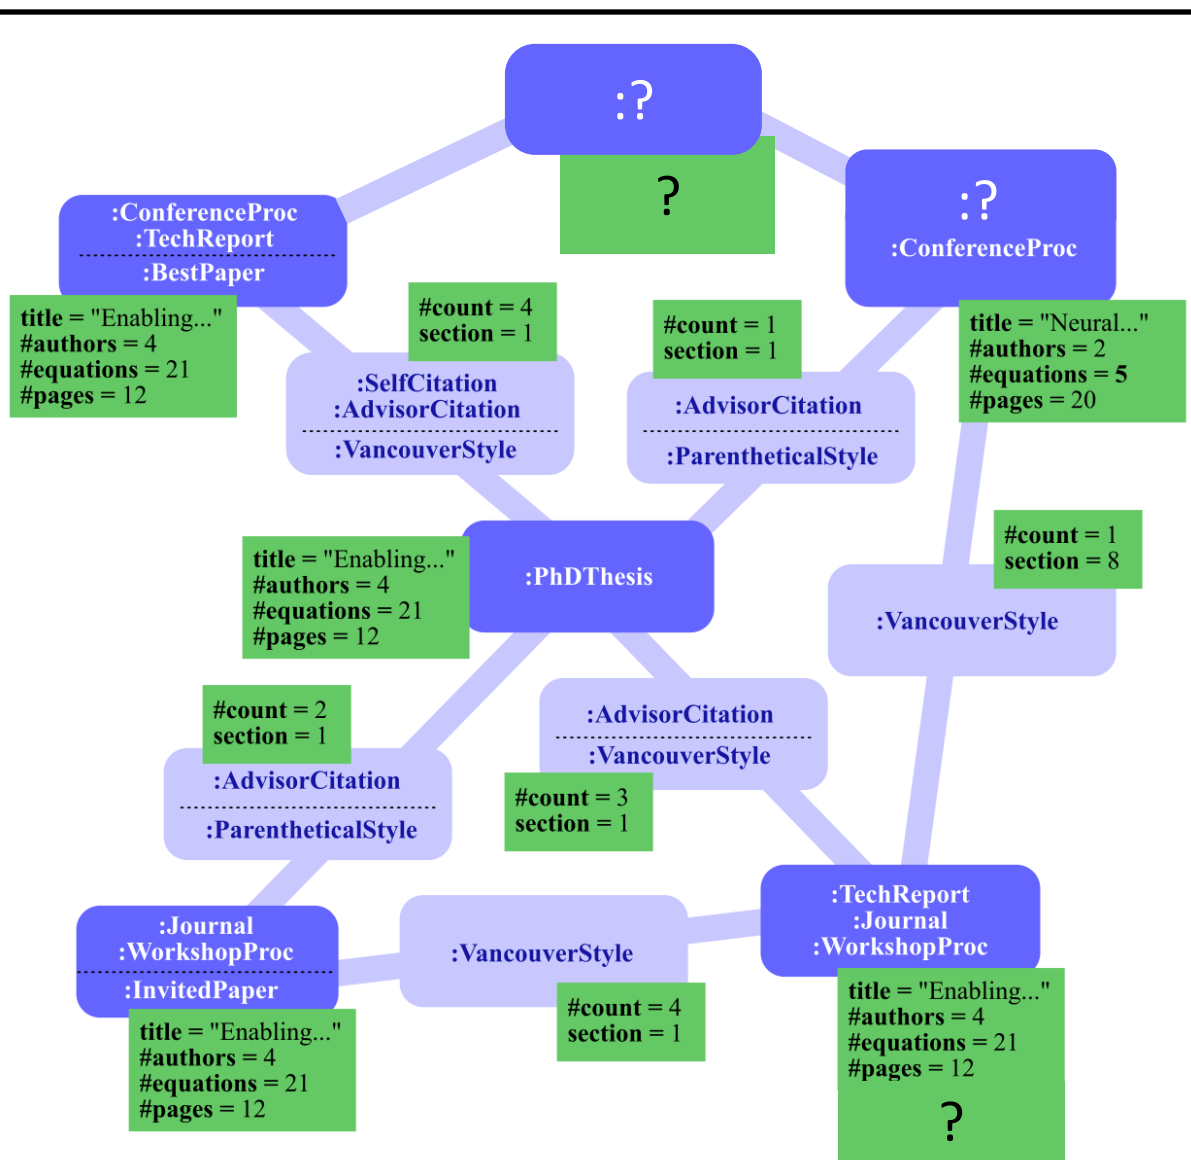 :?
?
:ConferenceProc
:TechReport
:BestPaper
title = "Enabling..."
#authors = 4
#equations = 21
#pages = 12
:?
:ConferenceProc
title = "Neural..."
#authors = 2
#equations = 5
#pages = 20
#count = 4
section = 1
:SelfCitation
:AdvisorCitation
:VancouverStyle
#count = 1
section = 1
:AdvisorCitation
:ParentheticalStyle
:PhDThesis
title = "Enabling..."
#authors = 4
#equations = 21
#pages = 12
#count = 1
section = 8
:VancouverStyle
#count = 2
section = 1
:AdvisorCitation
:ParentheticalStyle
:AdvisorCitation
:VancouverStyle
#count = 3
section = 1
:Journal
:WorkshopProc
:InvitedPaper
title = "Enabling..."
#authors = 4
#equations = 21
#pages = 12
:VancouverStyle
#count = 4
section = 1
:TechReport
:Journal
:WorkshopProc
title = "Enabling..."
#authors = 4
#equations = 21
#pages = 12
?